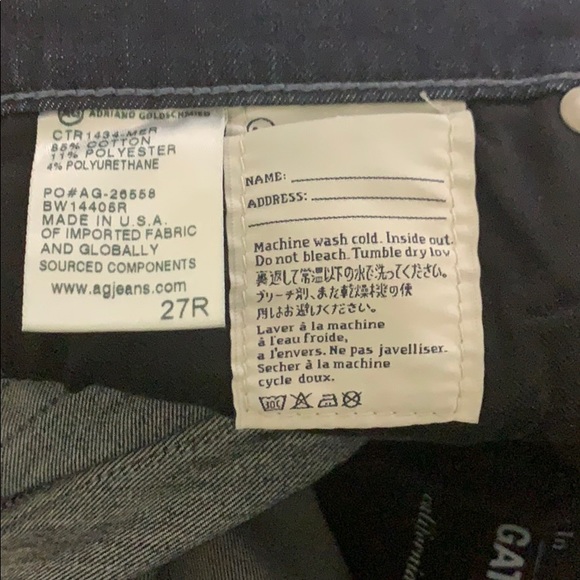 AG ADRIANO GOLDSCHMIED
CTR1434-MER
85% COTTON
11% POLYESTER
4% POLYURETHANE
PO#AG-26558
BW14405R
MADE IN U.S.A.
OF IMPORTED FABRIC
AND GLOBALLY
SOURCED COMPONENTS
www.agjeans.com
27R
NAME:
ADDRESS:
Machine wash cold. Inside out.
Do not bleach. Tumble dry low
裏返して常温以下の水で洗ってください。
ブリーチ剤、また乾燥機の使
用はお避けください。
Laver à la machine
à l'eau froide,
a l'envers. Ne pas javelliser.
Secher à la machine
cycle doux.
30C